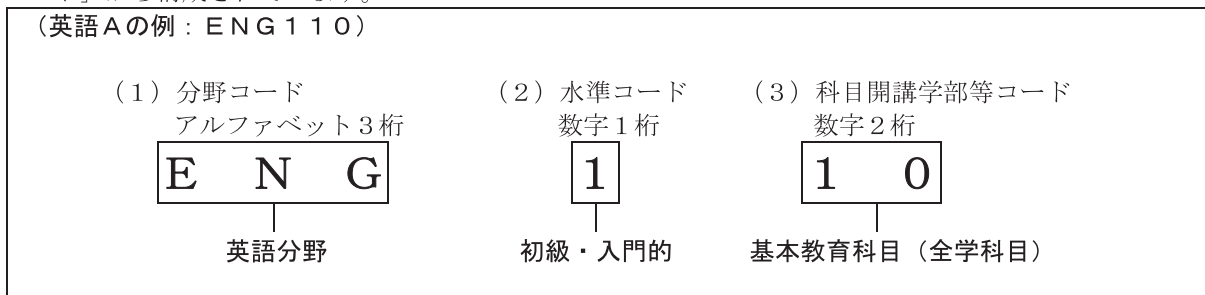 （英語Ａの例：ＥＮＧ１１０）
（１）分野コード　（２）水準コード　（３）科目開講学部等コード
アルファベット３桁　数字１桁　数字２桁
Ｅ　Ｎ　Ｇ　１　１　０
英語分野　初級・入門的　基本教育科目（全学科目）